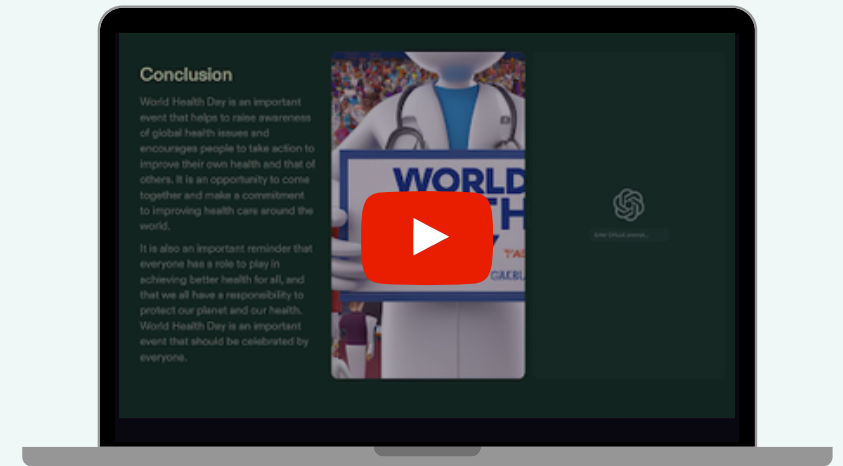 Conclusion
World Health Day is an important
event that helps to raise awareness
of global health issues and
encourages people to take action to
improve their own health and that of
others. It is an opportunity to come
together and make a commitment
to improving health care around the
world.
It is also an important reminder that
everyone has a role to play in
achieving better health for all, and
that we all have a responsibility to
protect our planet and our health.
World Health Day is an important
event that should be celebrated by
everyone.
WORLD
TH
Y